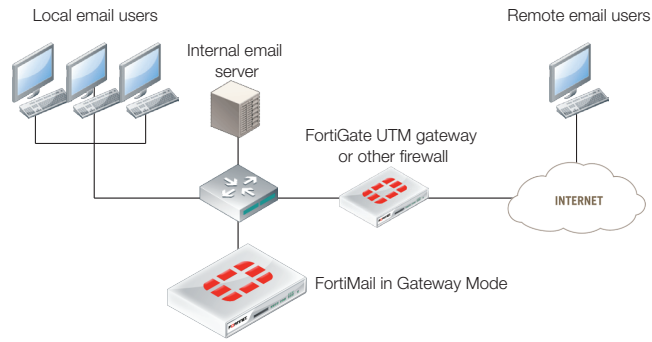 Local email users
Remote email users
Internal email
server
FortiGate UTM gateway
or other firewall
INTERNET
FortiMail in Gateway Mode
FORTINET